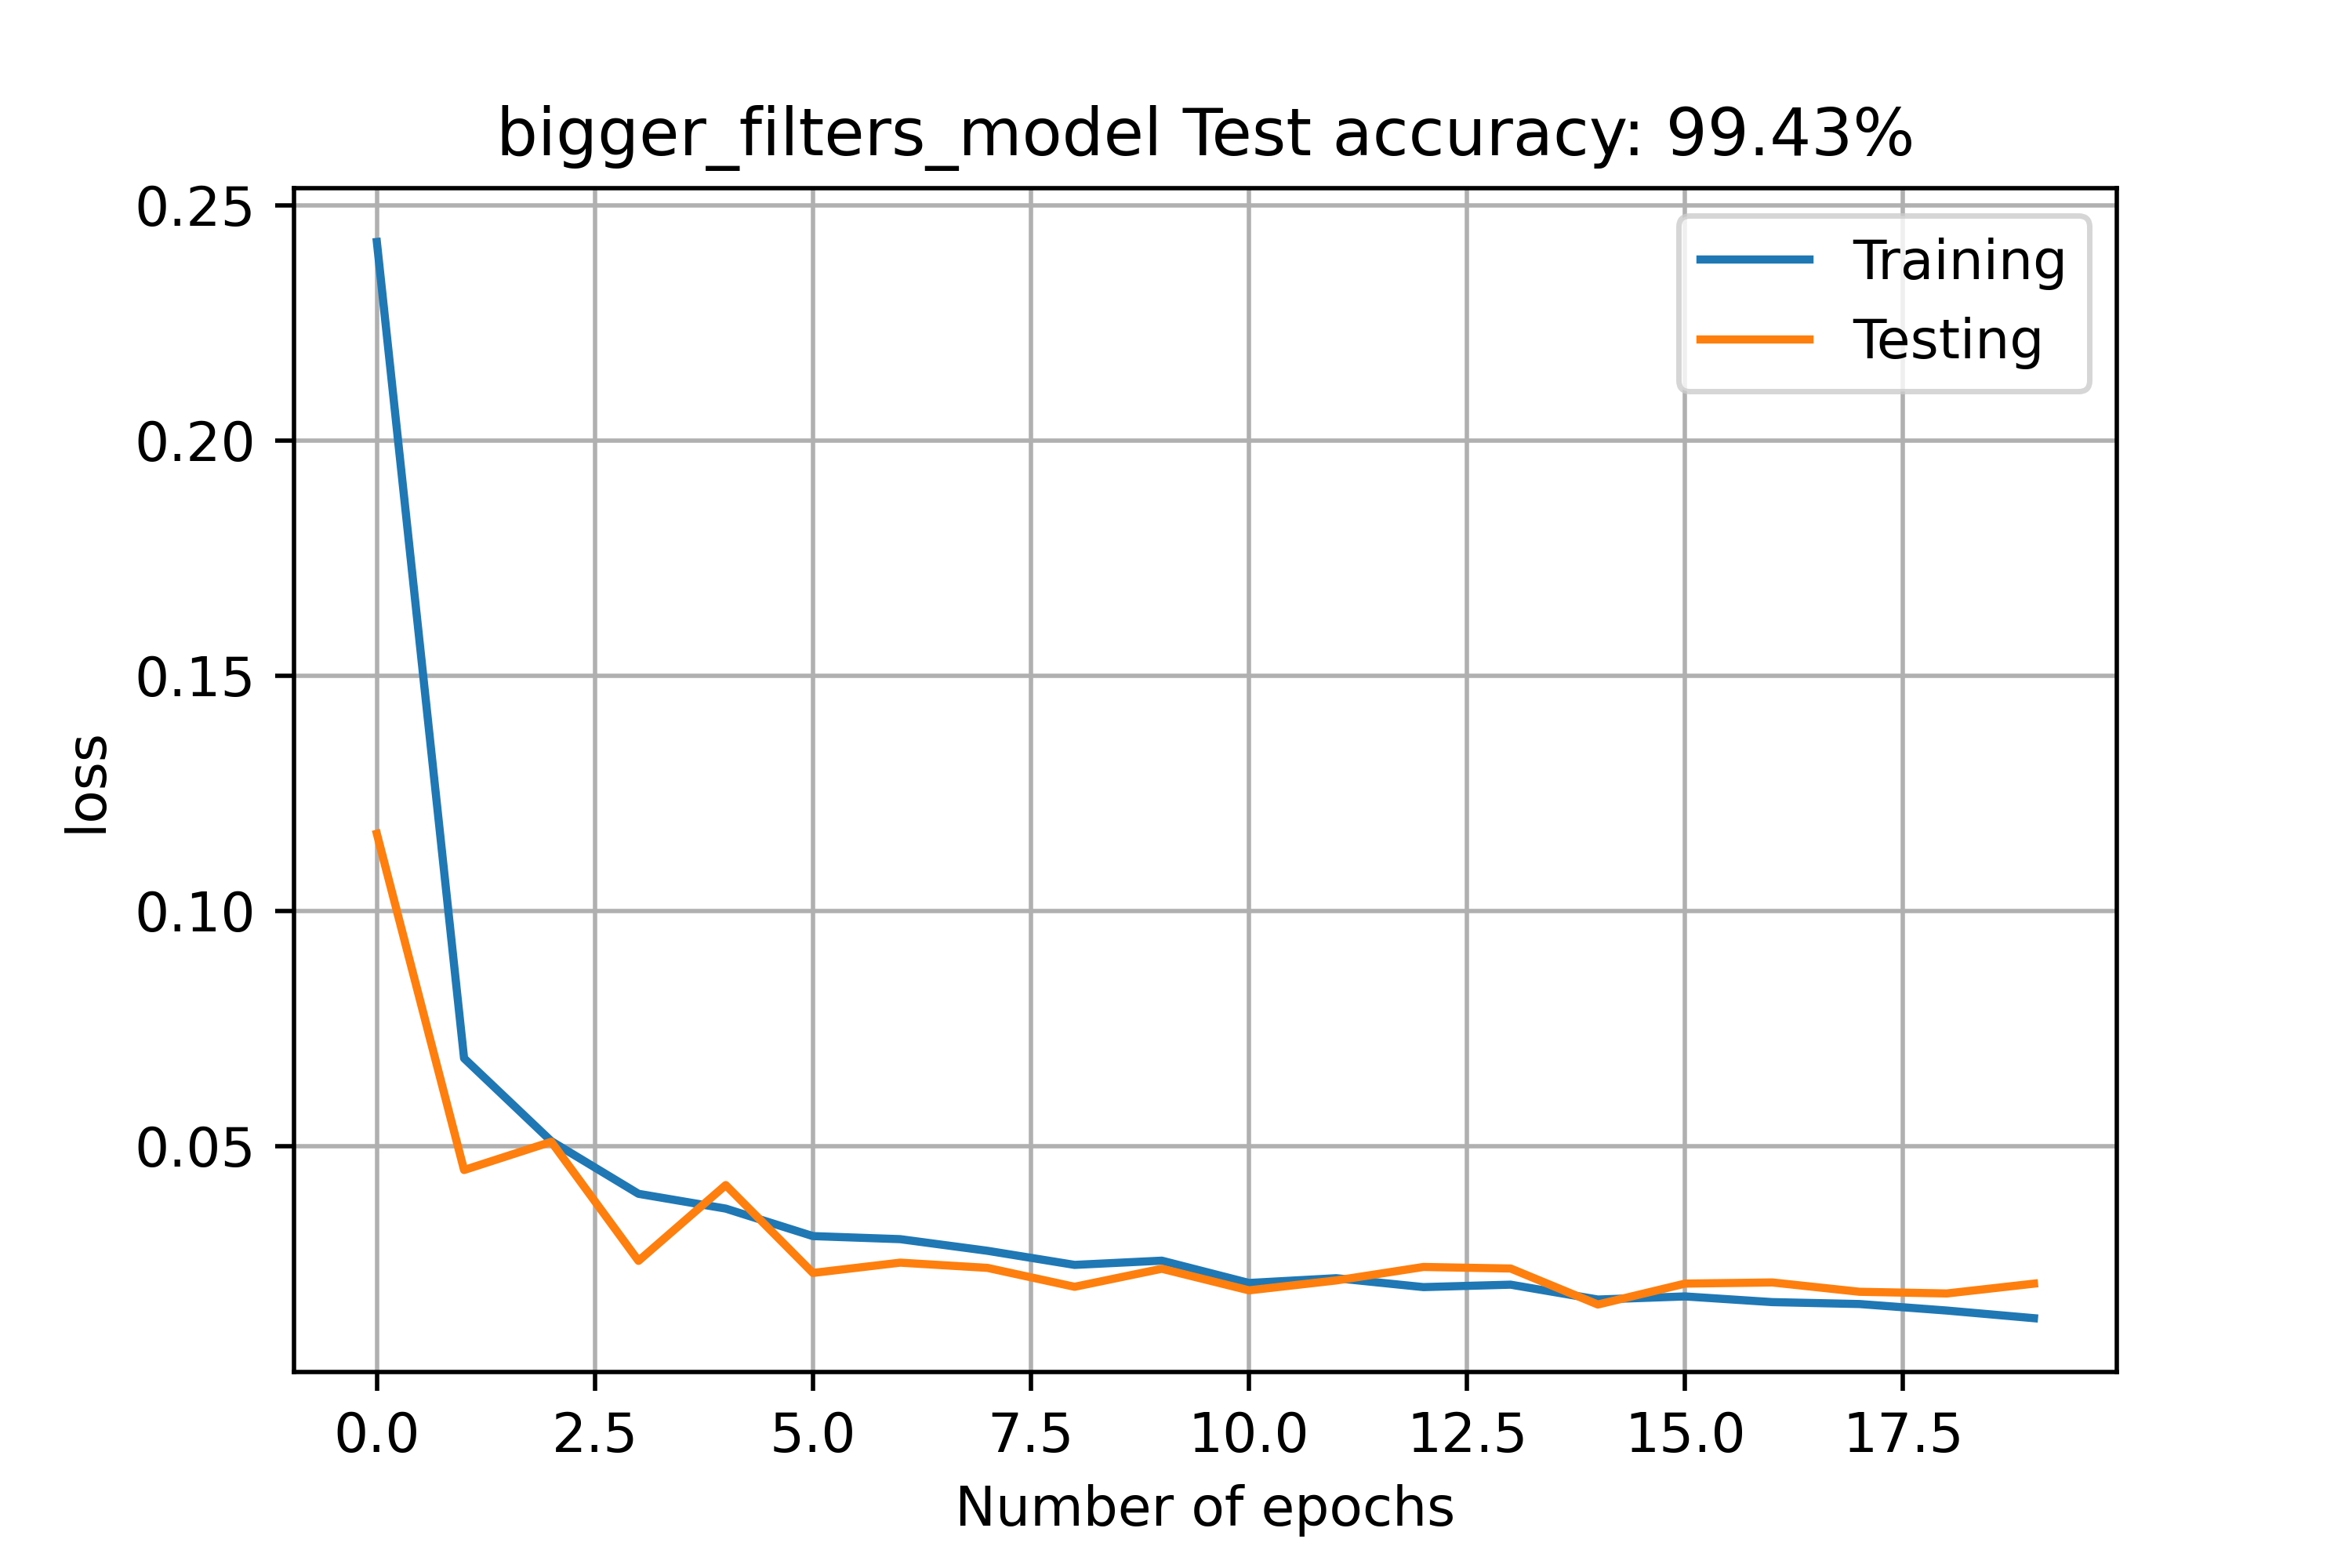 bigger_filters_model Test accuracy: 99.43%
0.25
0.20
0.15
0.10
0.05
loss
Training
Testing
0.0 2.5 5.0 7.5 10.0 12.5 15.0 17.5
Number of epochs